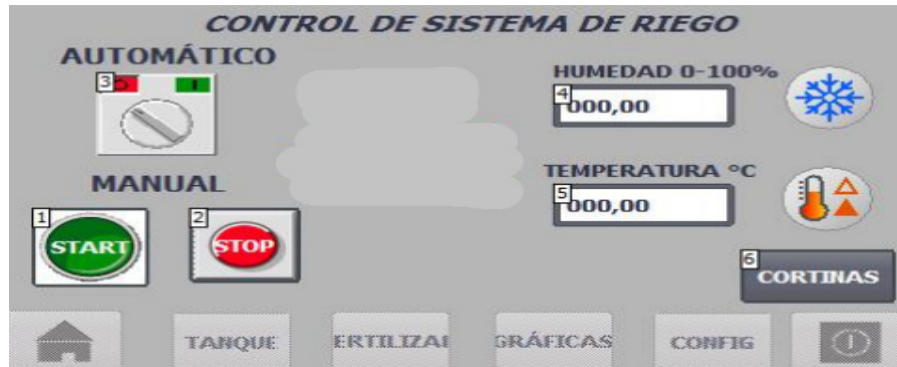 CONTROL DE SISTEMA DE RIEGO
AUTOMÁTICO
3
HUMEDAD 0-100%
4
000,00
MANUAL
TEMPERATURA °C
5
000,00
1
START
2
STOP
6
CORTINAS
TANQUE
ERTILIZA
GRÁFICAS
CONFIG